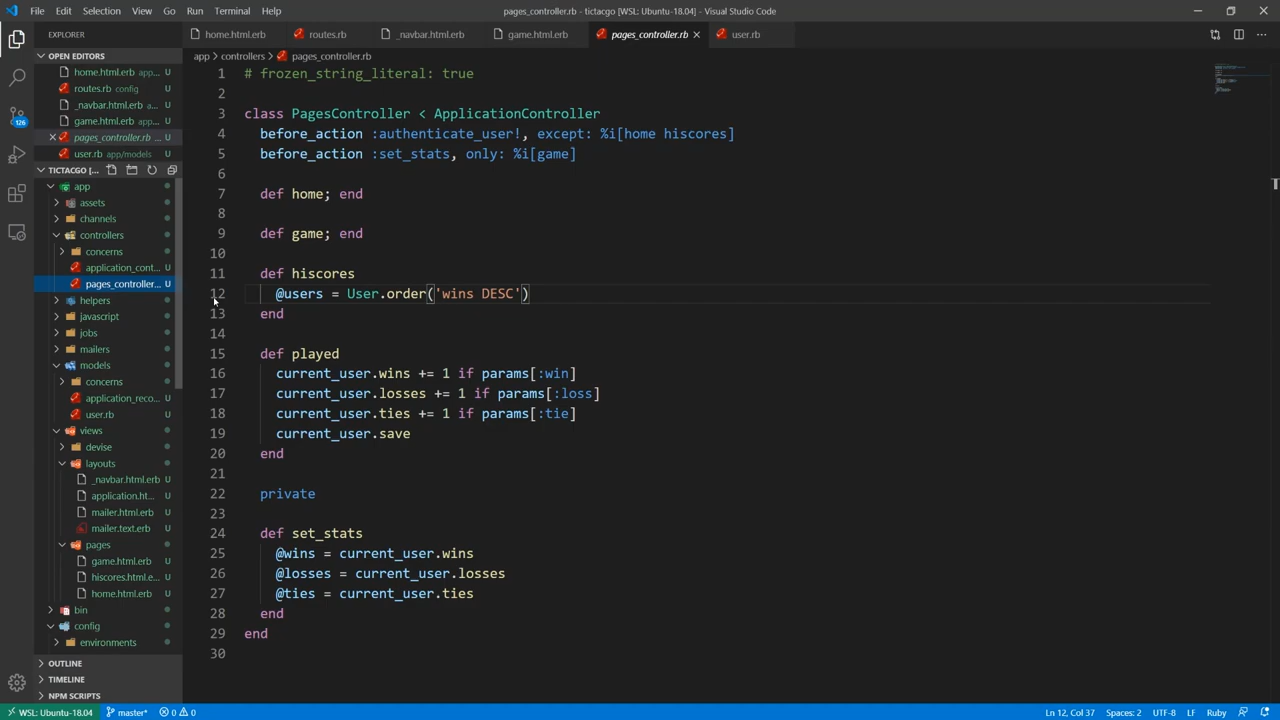 File Edit Selection View Go Run Terminal Help
pages_controller.rb - tictacgo [WSL: Ubuntu-18.04] - Visual Studio Code
EXPLORER
home.html.erb
routes.rb
_navbar.html.erb
game.html.erb
pages_controller.rb
user.rb
OPEN EDITORS
home.html.erb app... U
routes.rb config U
_navbar.html.erb a... U
game.html.erb app... U
pages_controller.rb ... U
user.rb app/models U
TICTACGO [...
app
assets
channels
controllers
concerns
application_cont... U
pages_controller... U
helpers
javascript
jobs
mailers
models
concerns
application_reco... U
user.rb U
views
devise
layouts
_navbar.html.erb U
application.ht... U
mailer.html.erb U
mailer.text.erb U
pages
game.html.erb U
hiscores.html.e... U
home.html.erb U
bin
config
environments
OUTLINE
TIMELINE
NPM SCRIPTS
126
app > controllers > pages_controller.rb
1 # frozen_string_literal: true
2
3 class PagesController < ApplicationController
4 before_action :authenticate_user!, except: %i[home hiscores]
5 before_action :set_stats, only: %i[game]
6
7 def home; end
8
9 def game; end
10
11 def hiscores
12 @users = User.order('wins DESC')
13 end
14
15 def played
16 current_user.wins += 1 if params[:win]
17 current_user.losses += 1 if params[:loss]
18 current_user.ties += 1 if params[:tie]
19 current_user.save
20 end
21
22 private
23
24 def set_stats
25 @wins = current_user.wins
26 @losses = current_user.losses
27 @ties = current_user.ties
28 end
29 end
30
WSL: Ubuntu-18.04 master* 0 0
Ln 12, Col 37 Spaces: 2 UTF-8 LF Ruby